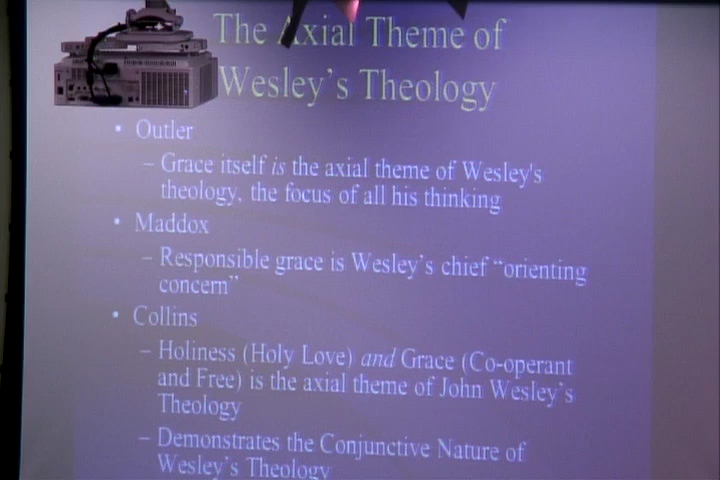 The Axial Theme of
Wesley's Theology
• Outler
– Grace itself is the axial theme of Wesley's
theology, the focus of all his thinking
• Maddox
– Responsible grace is Wesley's chief “orienting
concern”
• Collins
– Holiness (Holy Love) and Grace (Co-operant
and Free) is the axial theme of John Wesley's
Theology
– Demonstrates the Conjunctive Nature of
Wesley's Theology